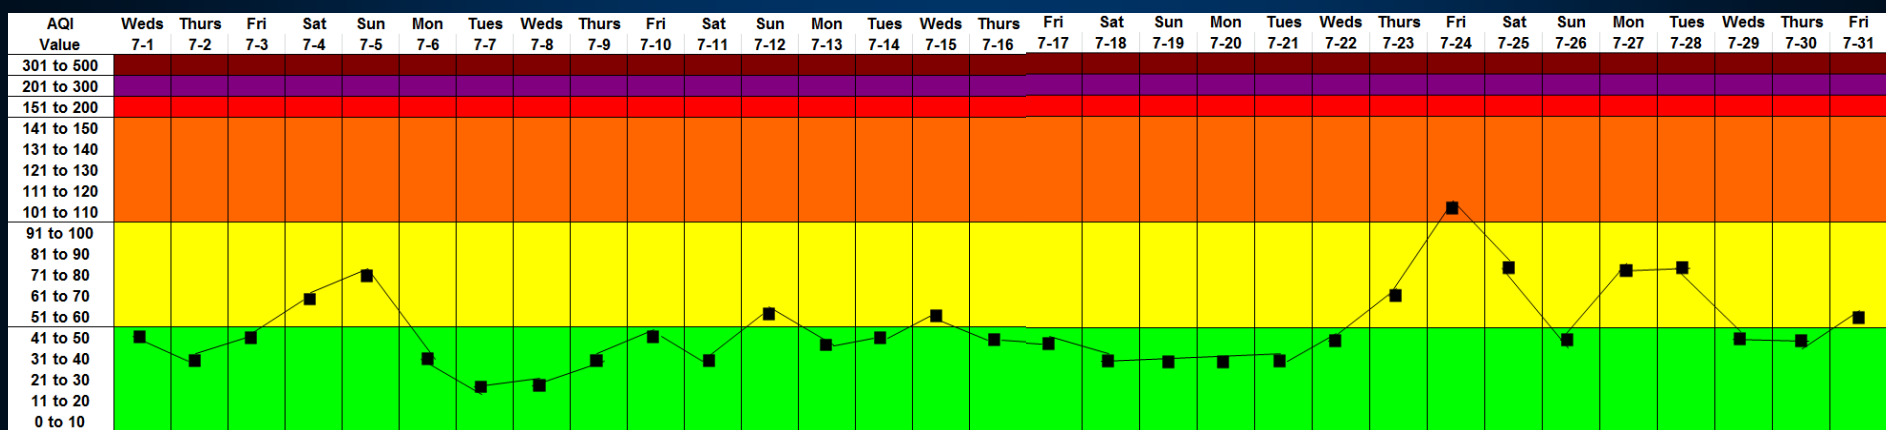 AQI Weds Thurs Fri Sat Sun Mon Tues Weds Thurs Fri Sat Sun Mon Tues Weds Thurs Fri Sat Sun Mon Tues Weds Thurs Fri Sat Sun Mon Tues Weds Thurs Fri
Value 7-1 7-2 7-3 7-4 7-5 7-6 7-7 7-8 7-9 7-10 7-11 7-12 7-13 7-14 7-15 7-16 7-17 7-18 7-19 7-20 7-21 7-22 7-23 7-24 7-25 7-26 7-27 7-28 7-29 7-30 7-31
301 to 500
201 to 300
151 to 200
141 to 150
131 to 140
121 to 130
111 to 120
101 to 110
91 to 100
81 to 90
71 to 80
61 to 70
51 to 60
41 to 50
31 to 40
21 to 30
11 to 20
0 to 10